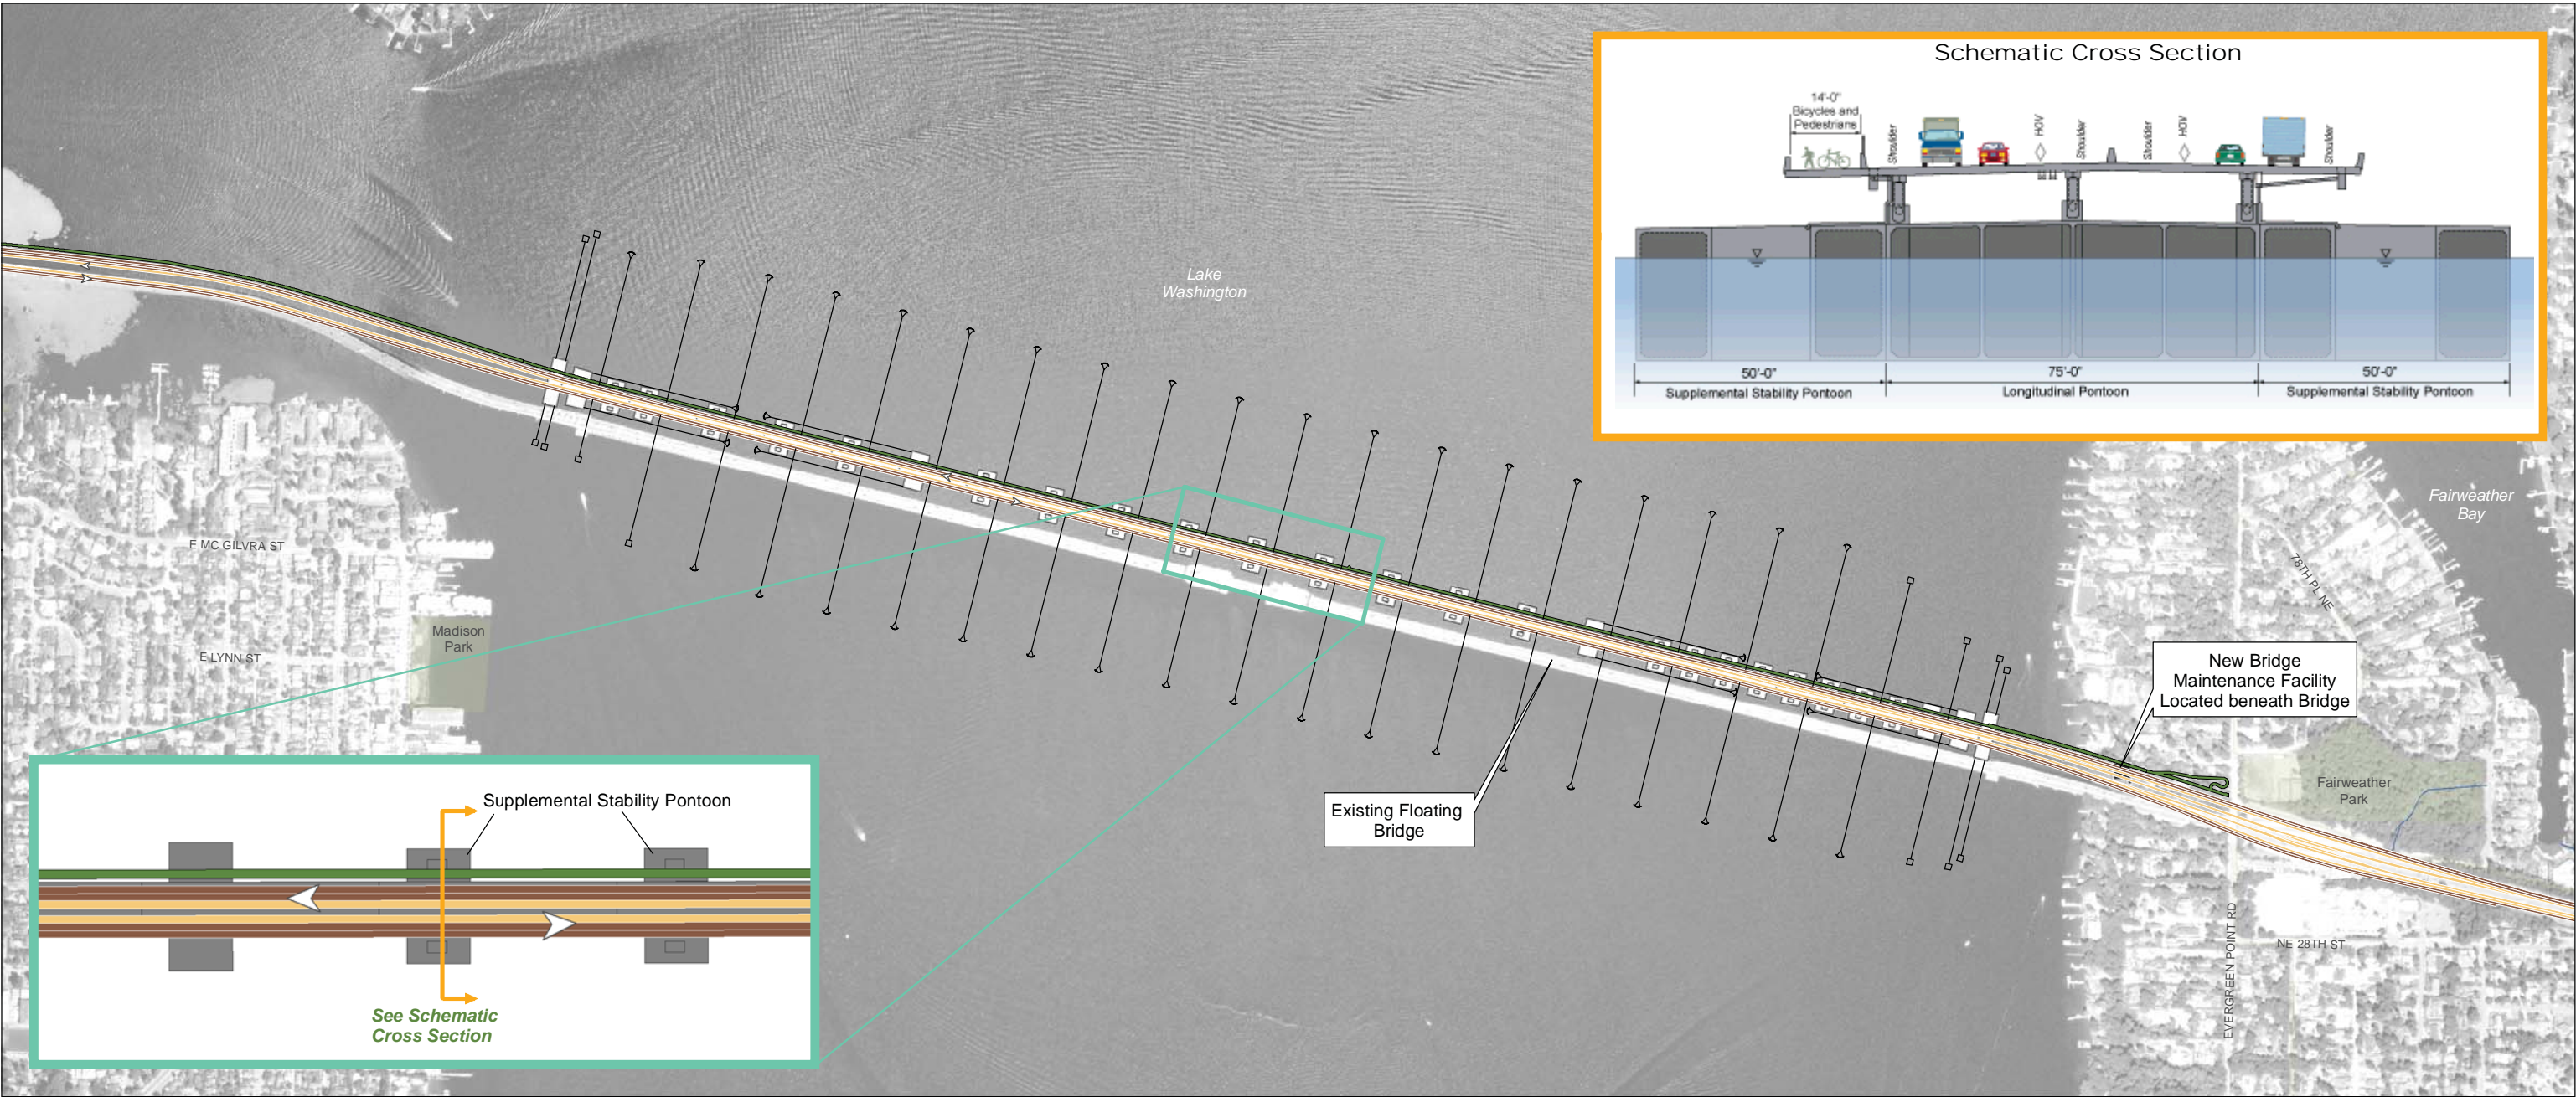 Schematic Cross Section
14'-0"
Bicycles and
Pedestrians
Shoulder
HOV
Shoulder
Shoulder
HOV
Shoulder
50'-0"
75'-0"
50'-0"
Supplemental Stability Pontoon
Longitudinal Pontoon
Supplemental Stability Pontoon
Lake
Washington
Fairweather
Bay
E MC GILVRA ST
78TH PL NE
Madison
Park
E LYNN ST
New Bridge
Maintenance Facility
Located beneath Bridge
Fairweather
Park
Existing Floating
Bridge
Supplemental Stability Pontoon
See Schematic
Cross Section
EVERGREEN POINT RD
NE 28TH ST